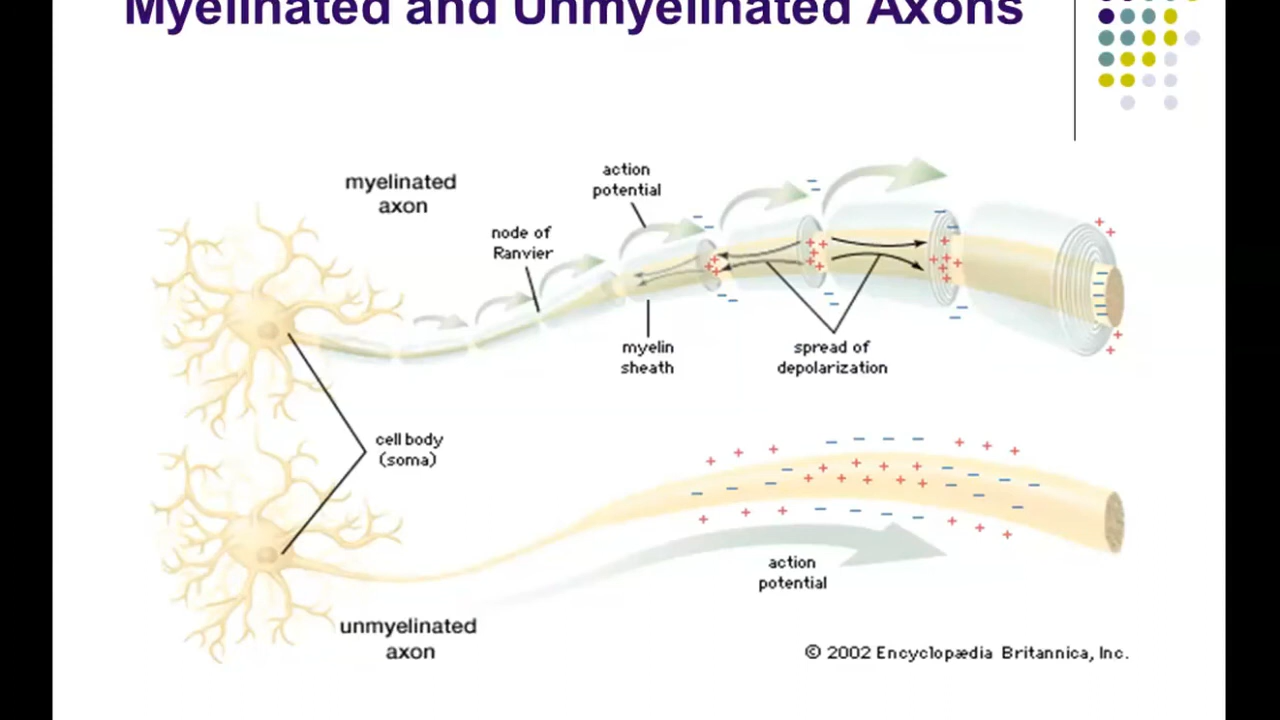 Myelinated and Unmyelinated Axons
myelinated
axon
action
potential
node of
Ranvier
myelin
sheath
spread of
depolarization
cell body
(soma)
action
potential
unmyelinated
axon
© 2002 Encyclopædia Britannica, Inc.